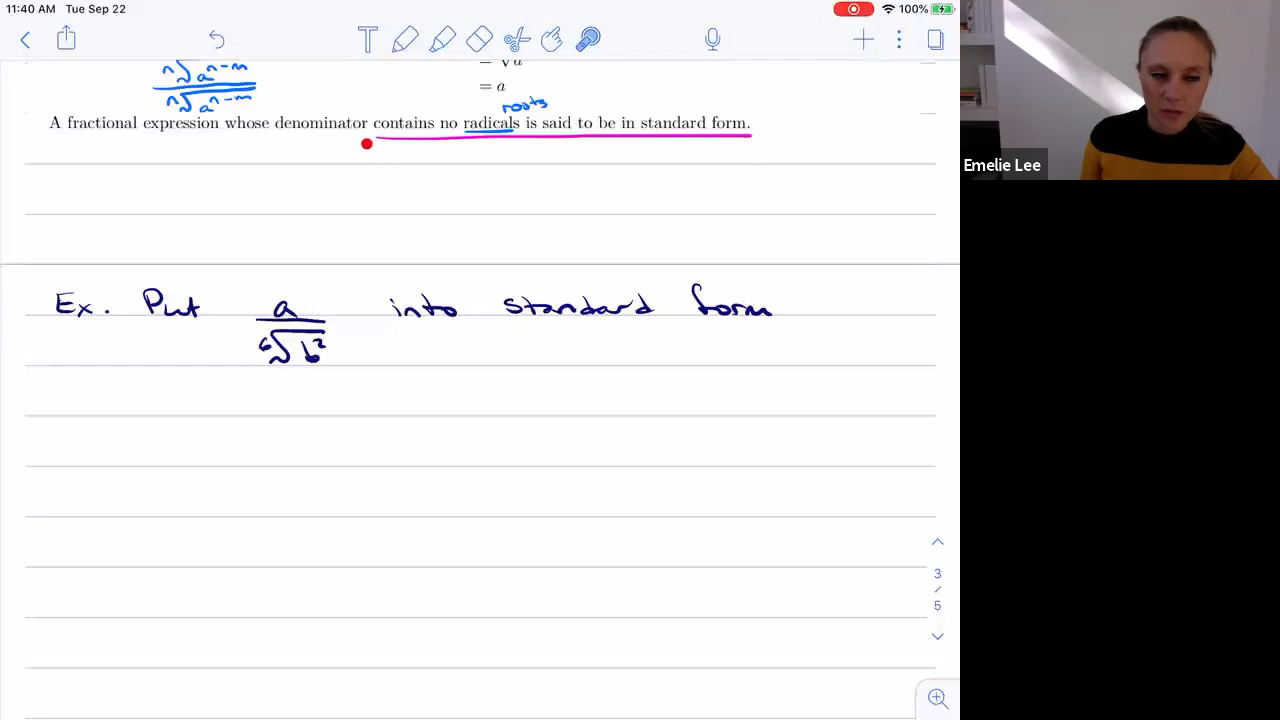 11:40 AM Tue Sep 22
100%
n√a^(n-m)
n√a^(n-m)
= √a
= a
roots
A fractional expression whose denominator contains no radicals is said to be in standard form.
Emelie Lee
Ex. Put a/⁶√b² into standard form
3
/
5